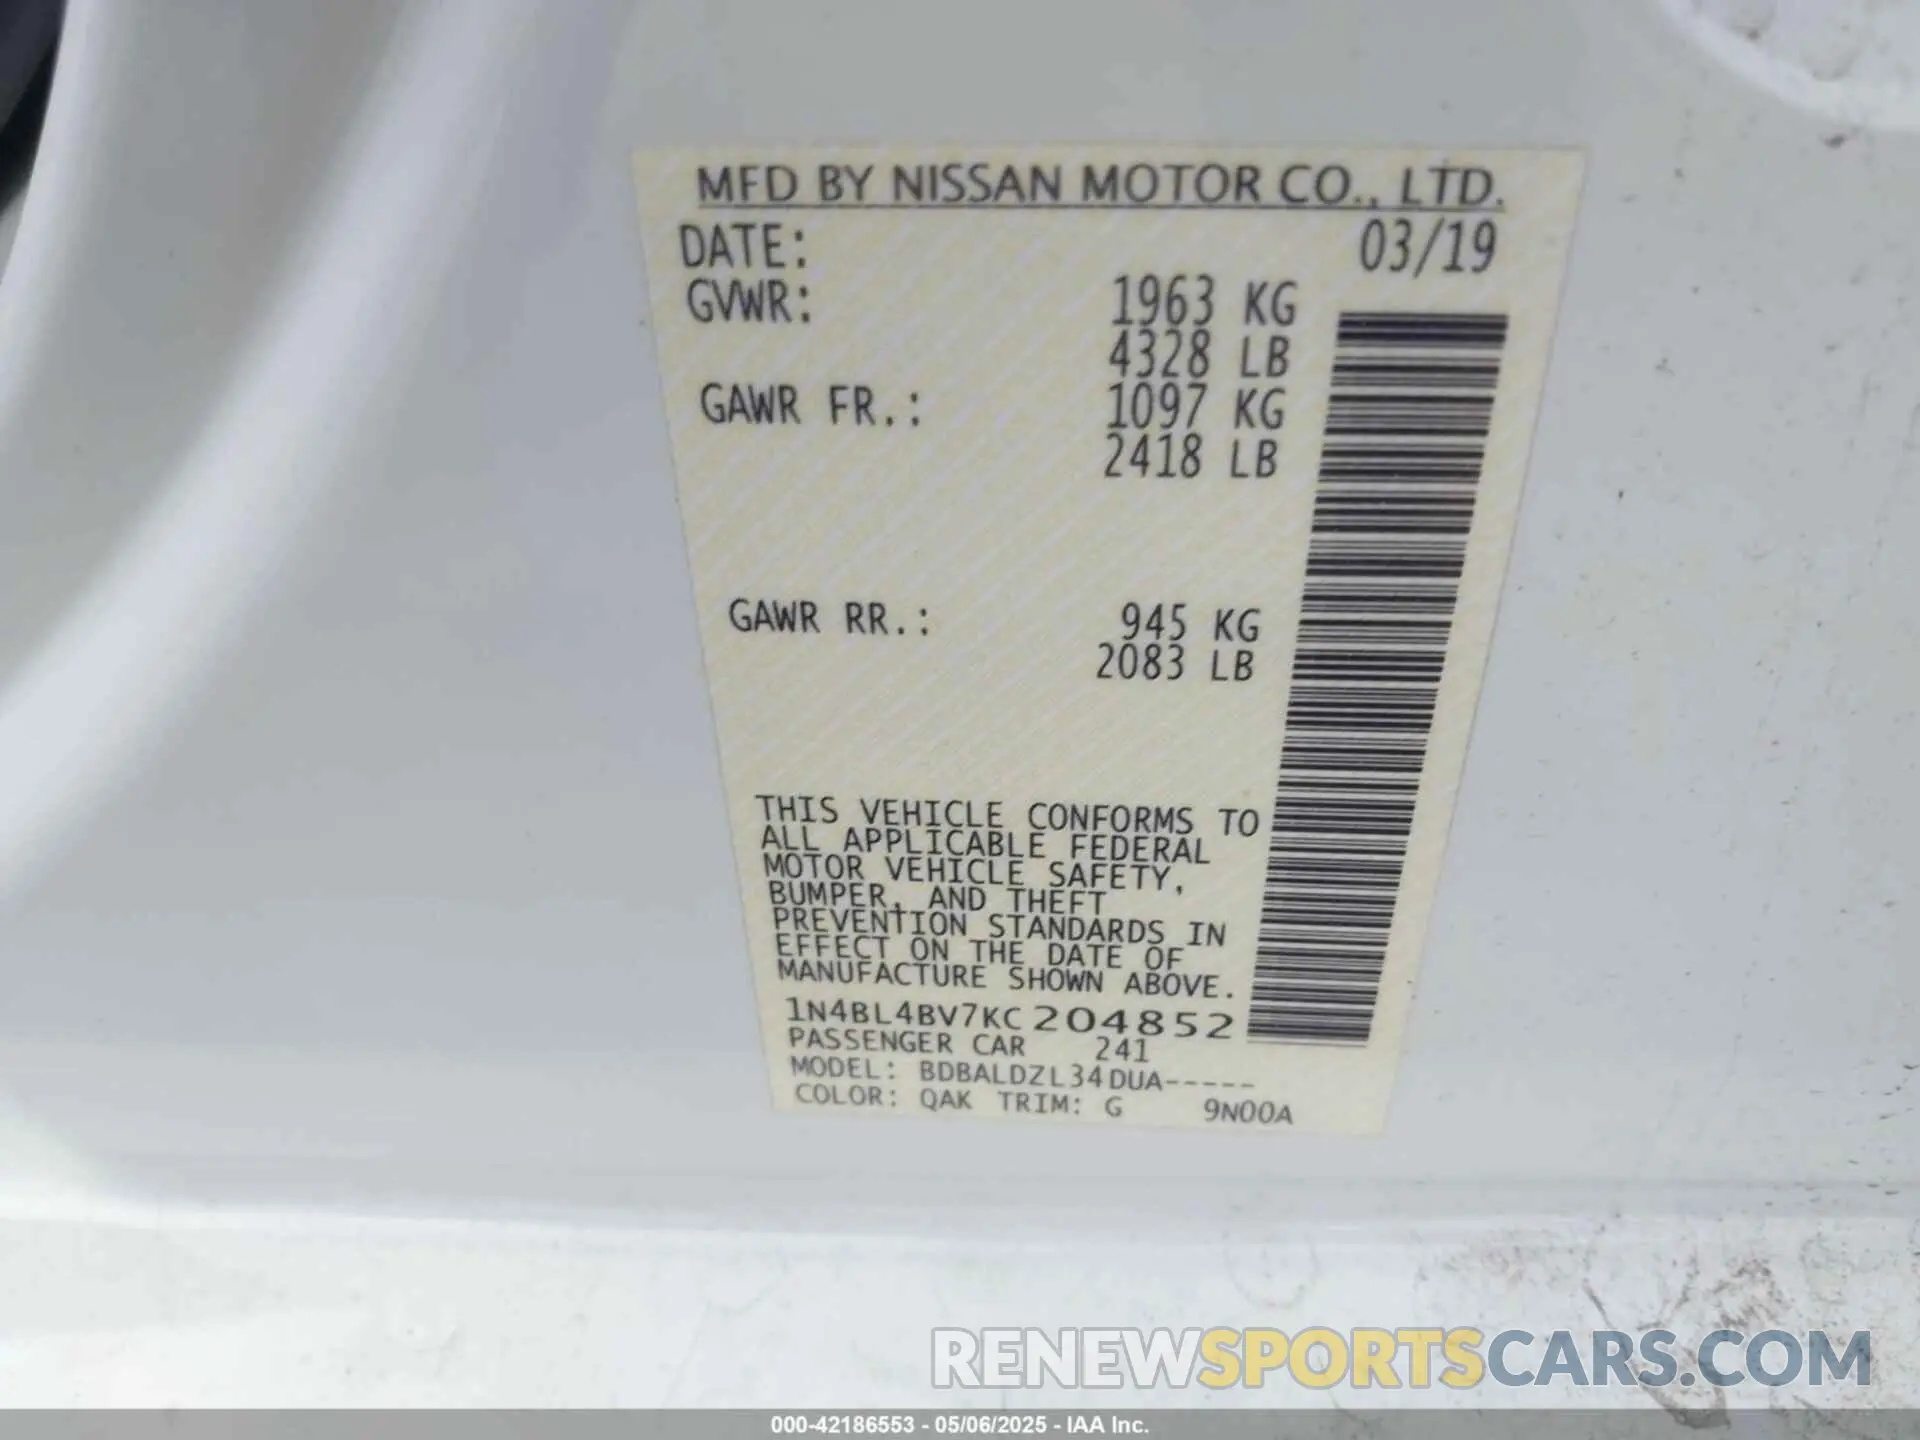 MFD BY NISSAN MOTOR CO., LTD.
DATE: 03/19
GVWR: 1963 KG
4328 LB
GAWR FR.: 1097 KG
2418 LB
GAWR RR.: 945 KG
2083 LB
THIS VEHICLE CONFORMS TO
ALL APPLICABLE FEDERAL
MOTOR VEHICLE SAFETY,
BUMPER, AND THEFT
PREVENTION STANDARDS IN
EFFECT ON THE DATE OF
MANUFACTURE SHOWN ABOVE.
1N4BL4BV7KC204852
PASSENGER CAR 241
MODEL: BDBALDZL34DUA-----
COLOR: QAK TRIM: G 9N00A
RENEWSPORTSCARS.COM
000-42186553 - 05/06/2025 - IAA Inc.